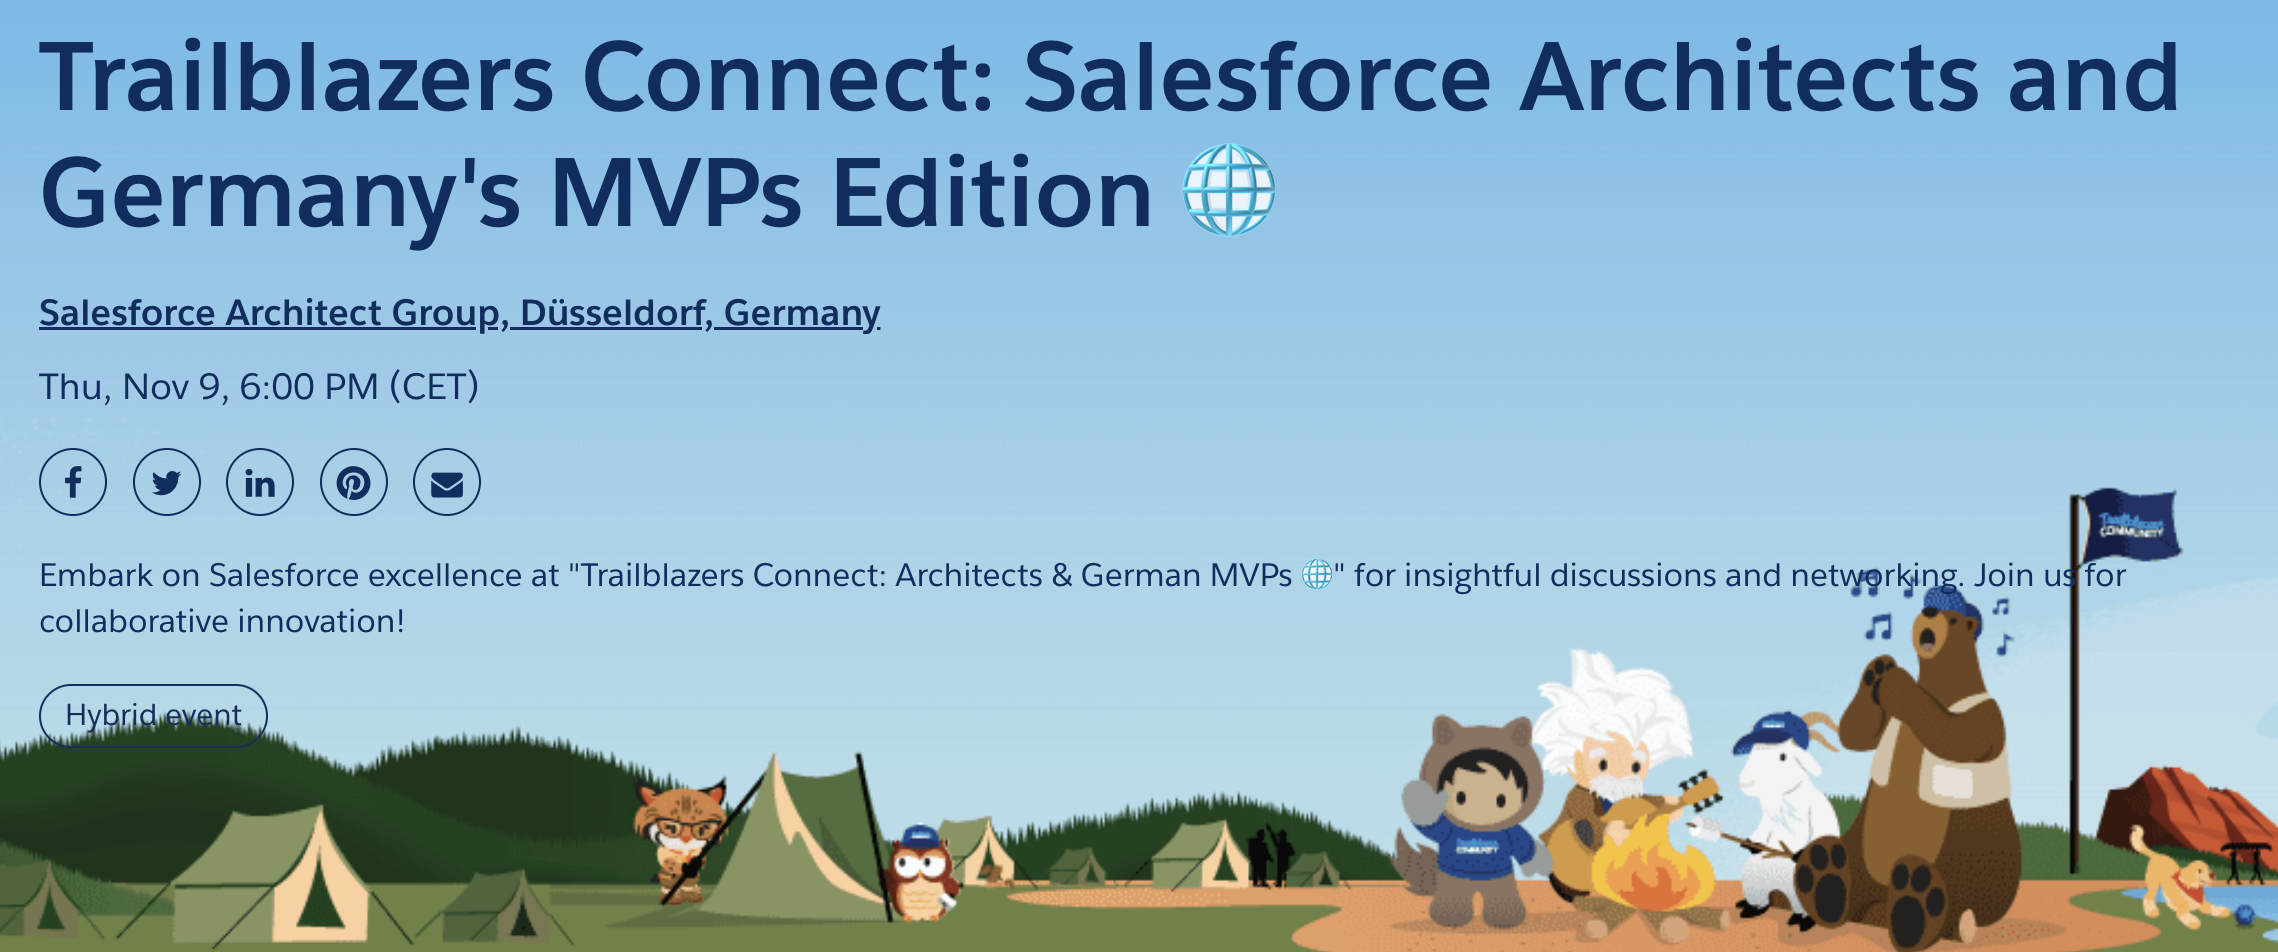 Trailblazers Connect: Salesforce Architects and
Germany's MVPs Edition 🌐
Salesforce Architect Group, Düsseldorf, Germany
Thu, Nov 9, 6:00 PM (CET)
Embark on Salesforce excellence at "Trailblazers Connect: Architects & German MVPs 🌐" for insightful discussions and networking. Join us for
collaborative innovation!
Hybrid event
Trailblazer
COMMUNITY